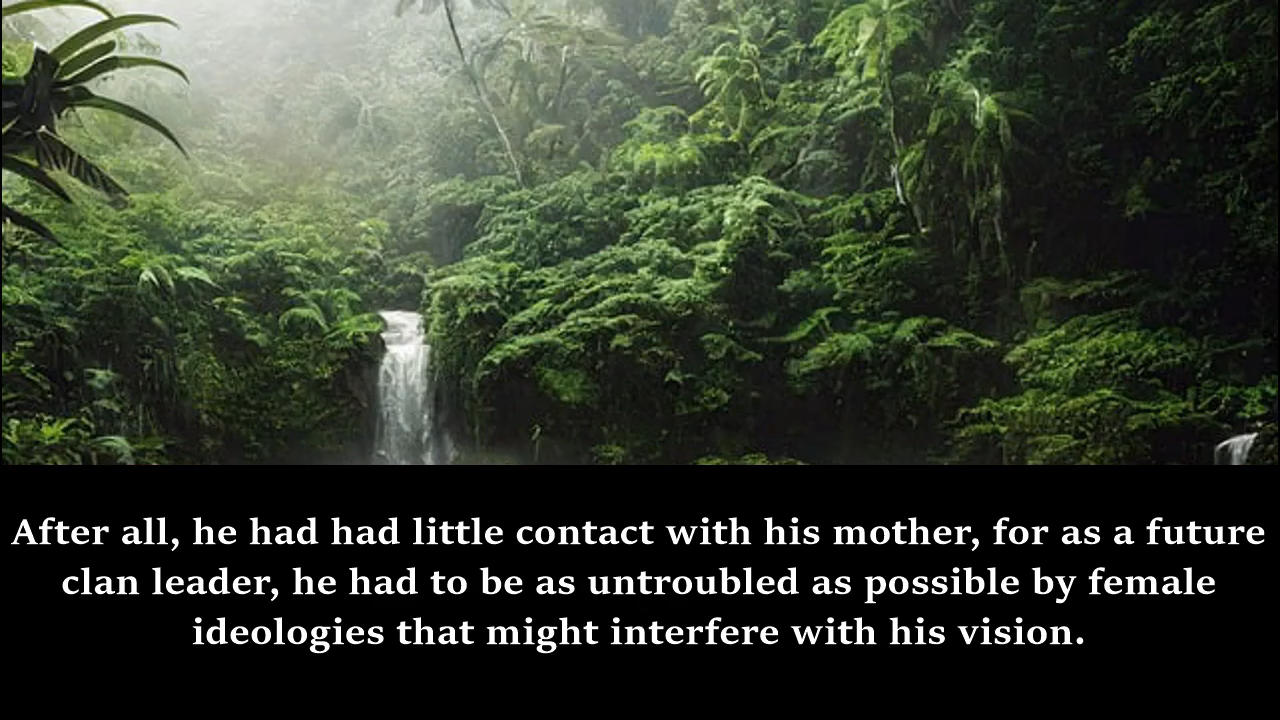 After all, he had had little contact with his mother, for as a future
clan leader, he had to be as untroubled as possible by female
ideologies that might interfere with his vision.